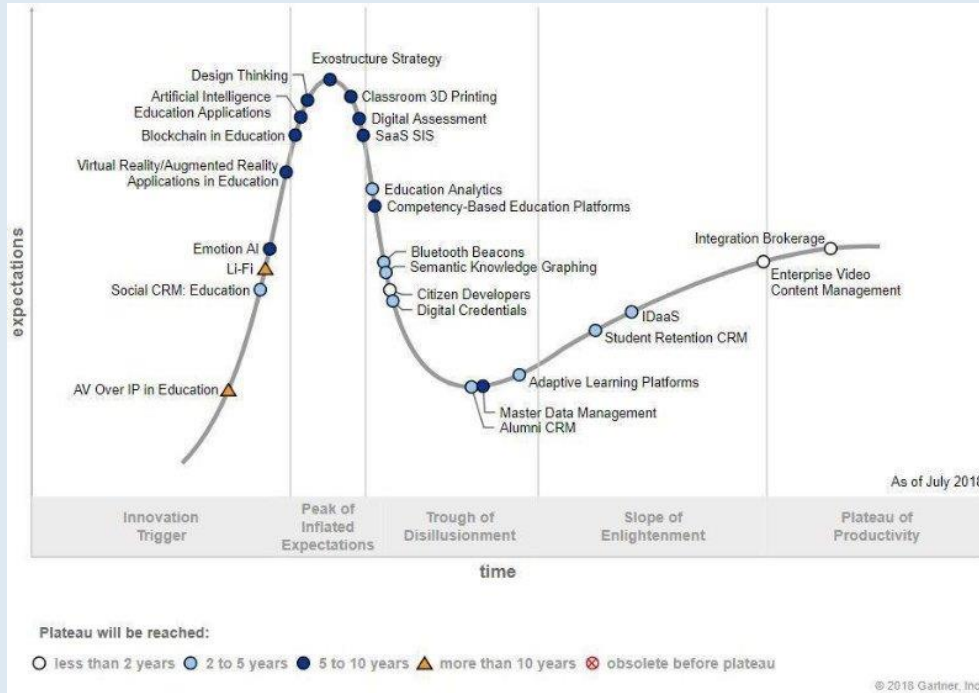 expectations
Exostructure Strategy
Design Thinking
Artificial Intelligence
Education Applications
Blockchain in Education
Virtual Reality/Augmented Reality
Applications in Education
Emotion AI
Li-Fi
Social CRM: Education
AV Over IP in Education
Classroom 3D Printing
Digital Assessment
SaaS SIS
Education Analytics
Competency-Based Education Platforms
Bluetooth Beacons
Semantic Knowledge Graphing
Citizen Developers
Digital Credentials
Adaptive Learning Platforms
Master Data Management
Alumni CRM
IDaaS
Student Retention CRM
Integration Brokerage
Enterprise Video
Content Management
As of July 2018
Innovation
Trigger
Peak of
Inflated
Expectations
Trough of
Disillusionment
Slope of
Enlightenment
Plateau of
Productivity
time
Plateau will be reached:
less than 2 years
2 to 5 years
5 to 10 years
more than 10 years
obsolete before plateau
© 2018 Gartner, Inc